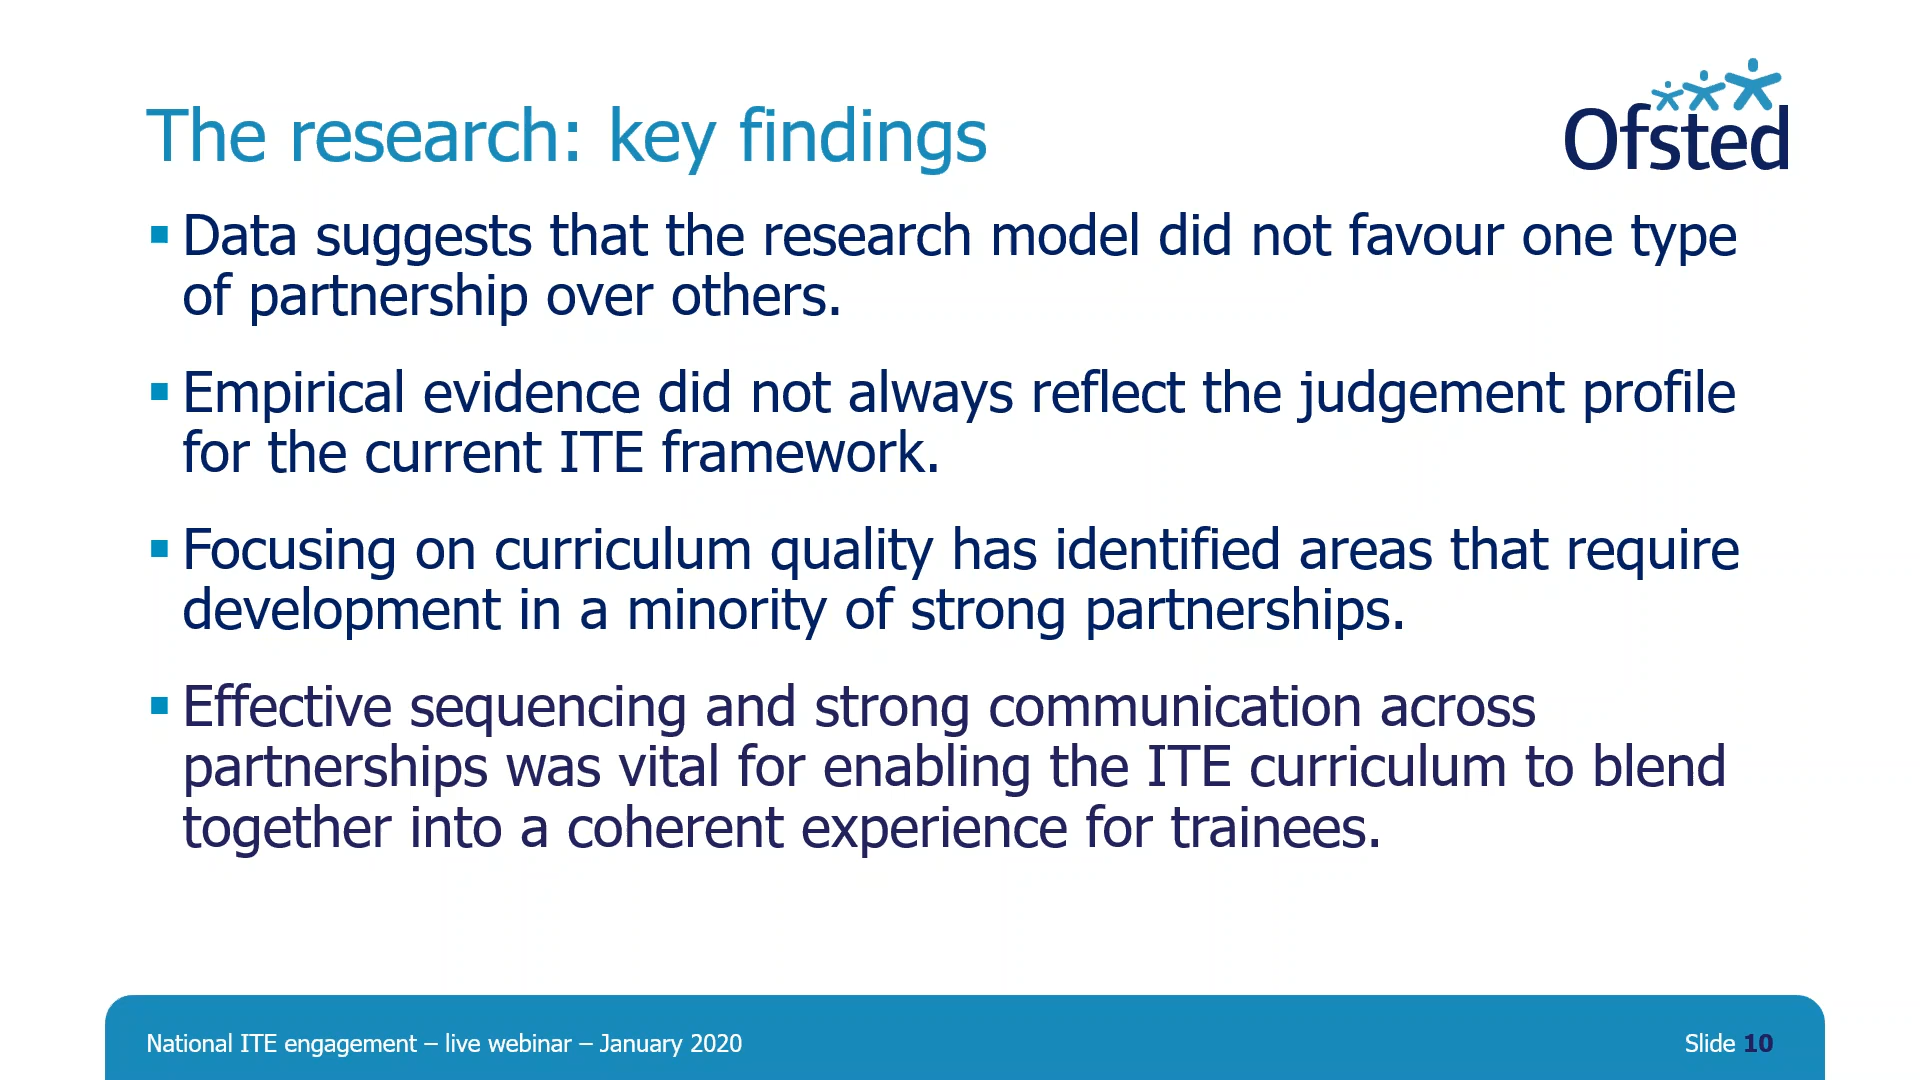 The research: key findings
Ofsted
Data suggests that the research model did not favour one type
of partnership over others.
Empirical evidence did not always reflect the judgement profile
for the current ITE framework.
Focusing on curriculum quality has identified areas that require
development in a minority of strong partnerships.
Effective sequencing and strong communication across
partnerships was vital for enabling the ITE curriculum to blend
together into a coherent experience for trainees.
National ITE engagement – live webinar – January 2020
Slide 10